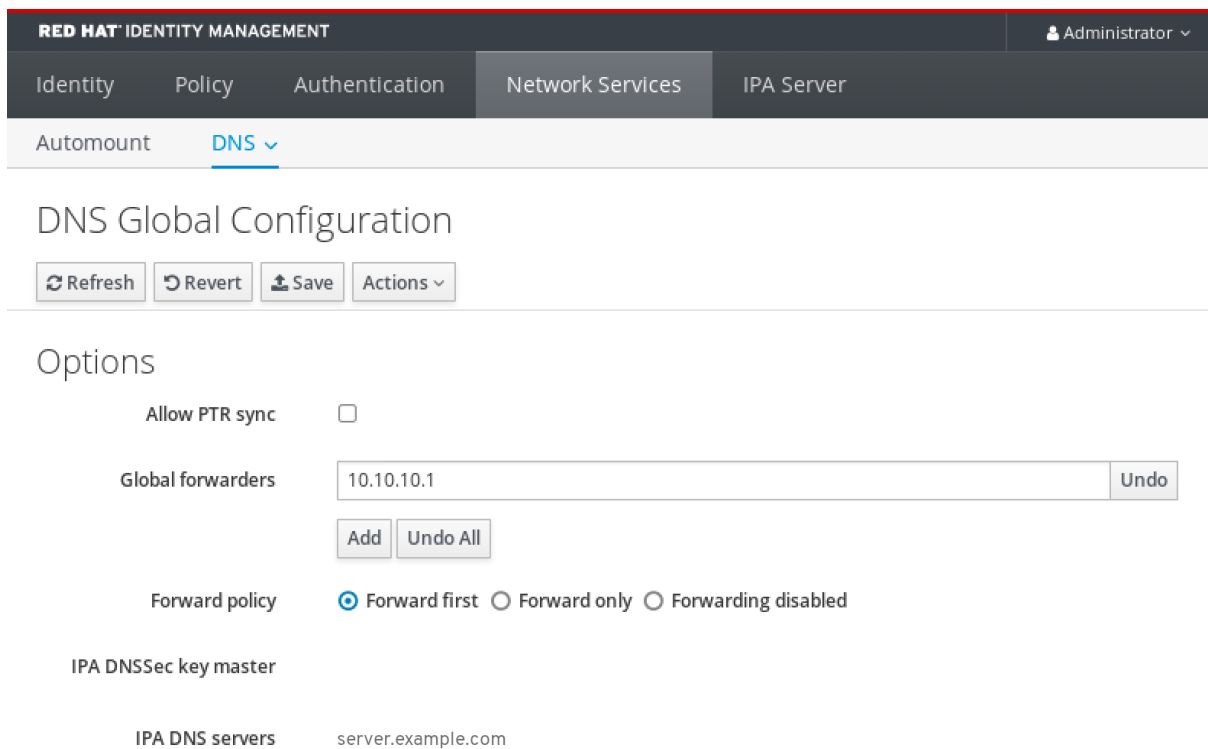 RED HAT® IDENTITY MANAGEMENT Administrator
Identity Policy Authentication Network Services IPA Server
Automount DNS
DNS Global Configuration
Refresh Revert Save Actions
Options
Allow PTR sync
Global forwarders 10.10.10.1 Undo
Add Undo All
Forward policy Forward first Forward only Forwarding disabled
IPA DNSSec key master
IPA DNS servers server.example.com